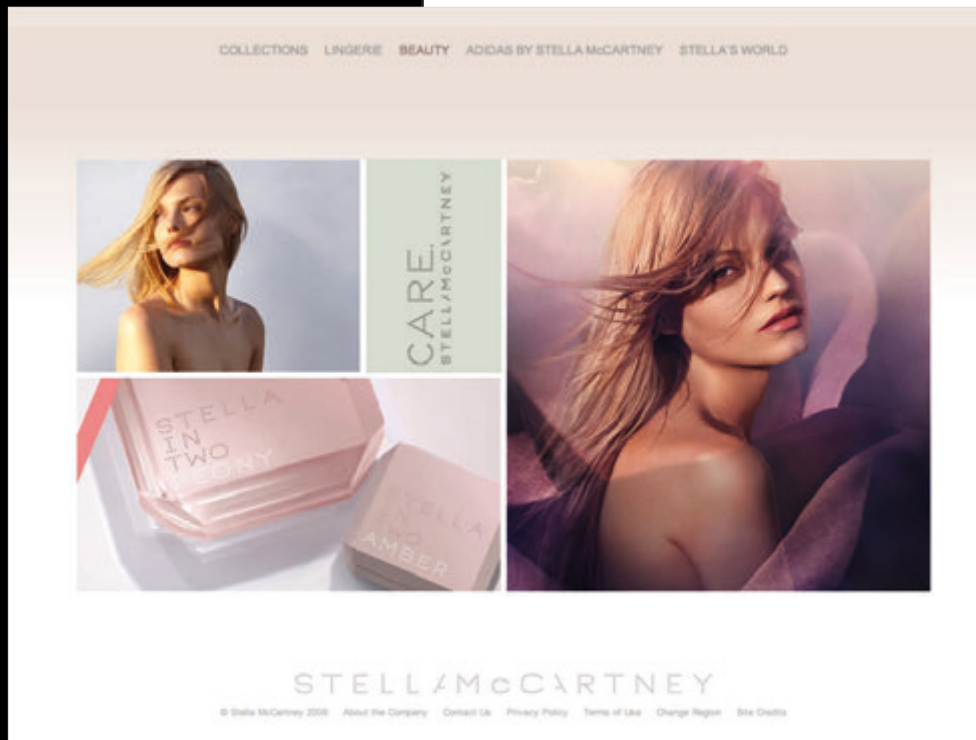 COLLECTIONS LINGERIE BEAUTY ADIDAS BY STELLA McCARTNEY STELLA'S WORLD
CARE.
STELLA McCARTNEY
STELLA
IN
TWO
PEONY
STELLA
IN
TWO
AMBER
STELLA McCARTNEY
© Stella McCartney 2008 About the Company Contact Us Privacy Policy Terms of Use Change Region Site Credits